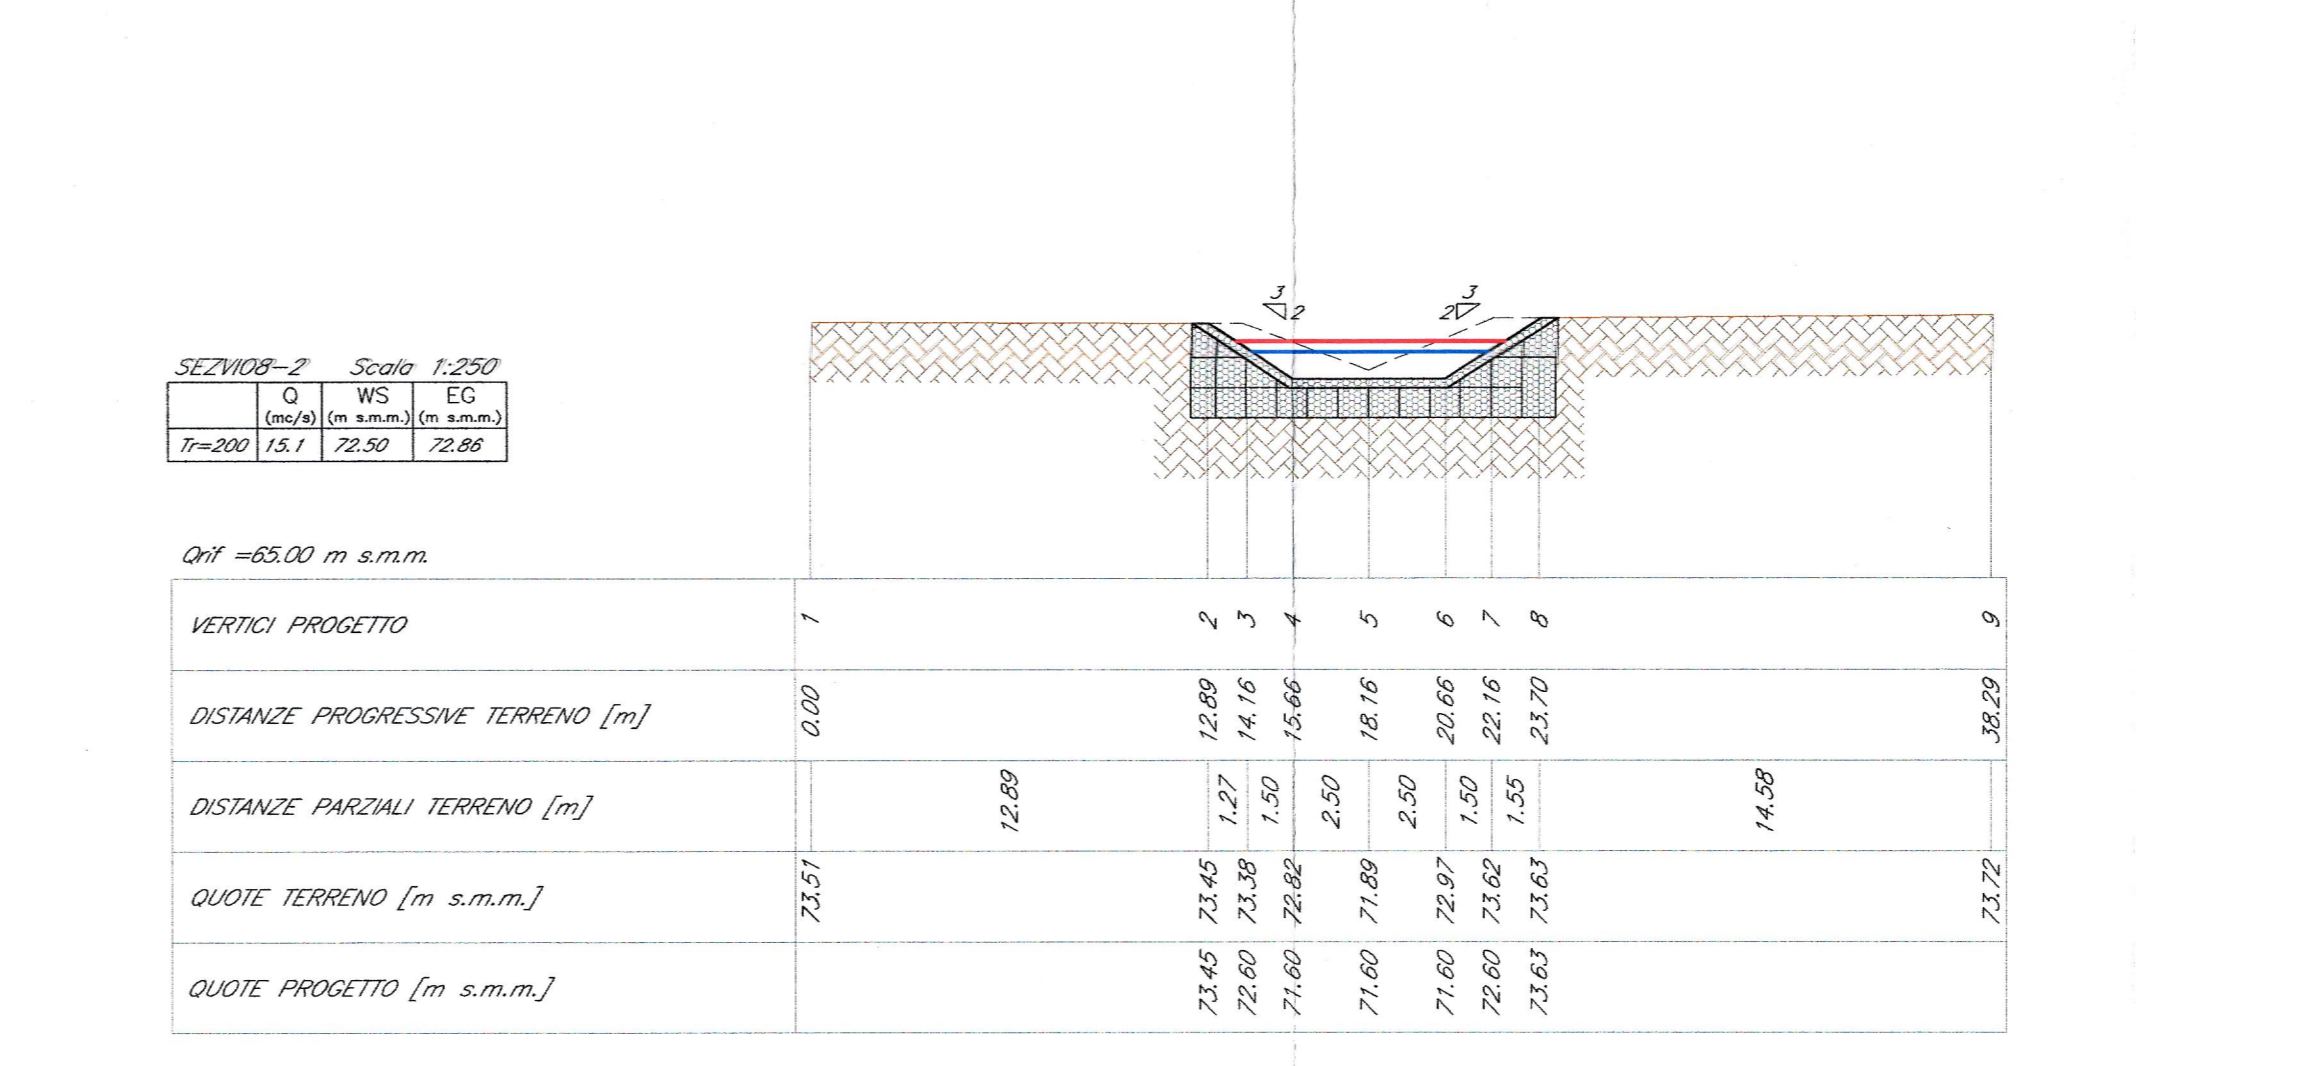 3 3
2 2
SEZVI08-2 Scala 1:250
Q WS EG
(mc/s) (m s.m.m.) (m s.m.m.)
Tr=200 15.1 72.50 72.86
Qrif =65.00 m s.m.m.
VERTICI PROGETTO 1 2 3 4 5 6 7 8 9
DISTANZE PROGRESSIVE TERRENO [m] 0.00 12.89 14.16 15.66 18.16 20.66 22.16 23.70 38.29
DISTANZE PARZIALI TERRENO [m] 12.89 1.27 1.50 2.50 2.50 1.50 1.55 14.58
QUOTE TERRENO [m s.m.m.] 73.51 73.45 73.38 72.82 71.89 72.97 73.62 73.63 73.72
QUOTE PROGETTO [m s.m.m.] 73.45 72.60 71.60 71.60 71.60 72.60 73.63